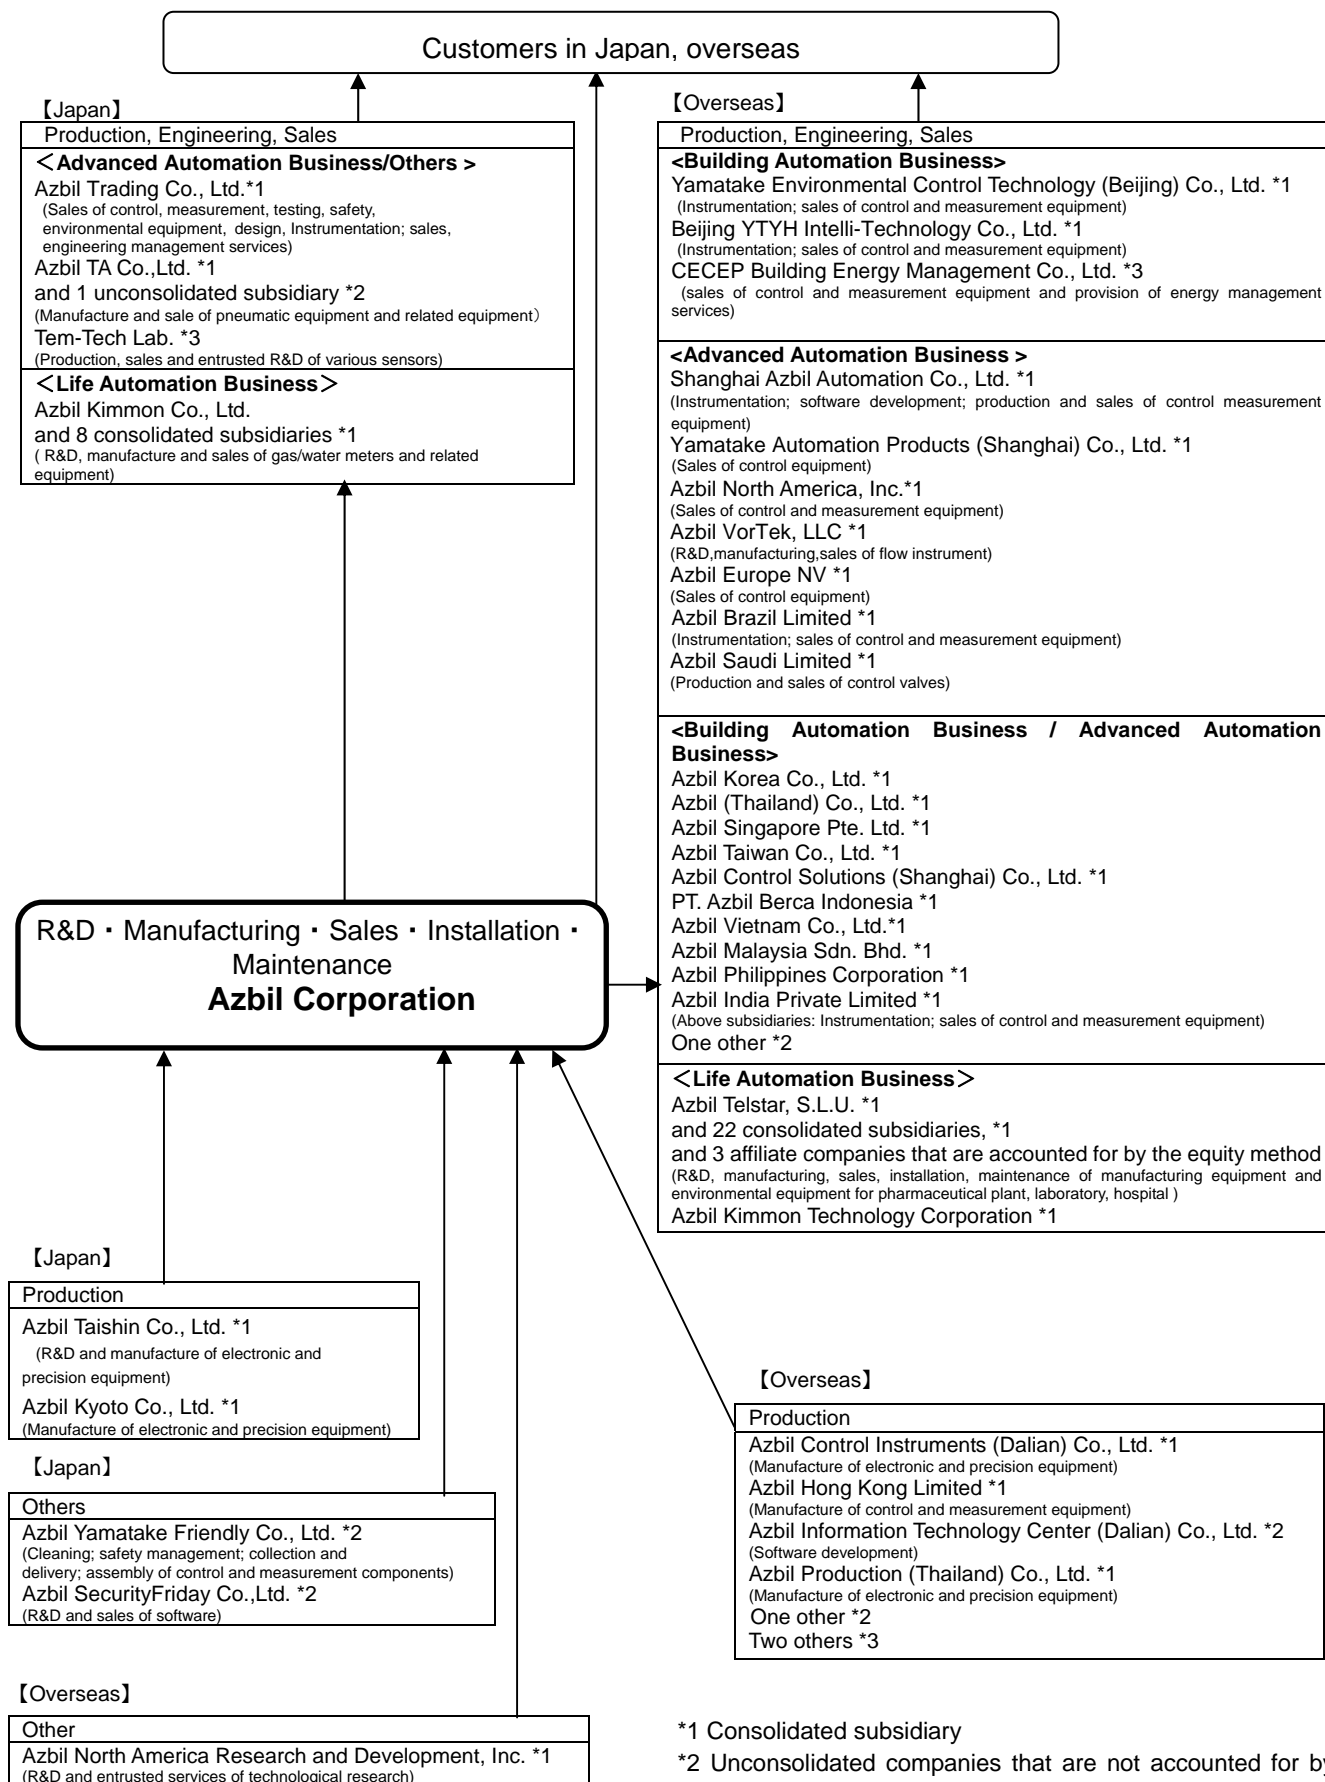 Customers in Japan, overseas
【Japan】
Production, Engineering, Sales
＜Advanced Automation Business/Others >
Azbil Trading Co., Ltd.*1
(Sales of control, measurement, testing, safety,
environmental equipment, design, Instrumentation; sales,
engineering management services)
Azbil TA Co.,Ltd. *1
and 1 unconsolidated subsidiary *2
(Manufacture and sale of pneumatic equipment and related equipment）
Tem-Tech Lab. *3
(Production, sales and entrusted R&D of various sensors)
＜Life Automation Business＞
Azbil Kimmon Co., Ltd.
and 8 consolidated subsidiaries *1
( R&D, manufacture and sales of gas/water meters and related
equipment)
【Overseas】
Production, Engineering, Sales
<Building Automation Business>
Yamatake Environmental Control Technology (Beijing) Co., Ltd. *1
(Instrumentation; sales of control and measurement equipment)
Beijing YTYH Intelli-Technology Co., Ltd. *1
(Instrumentation; sales of control and measurement equipment)
CECEP Building Energy Management Co., Ltd. *3
(sales of control and measurement equipment and provision of energy management
services)
<Advanced Automation Business >
Shanghai Azbil Automation Co., Ltd. *1
(Instrumentation; software development; production and sales of control measurement
equipment)
Yamatake Automation Products (Shanghai) Co., Ltd. *1
(Sales of control equipment)
Azbil North America, Inc.*1
(Sales of control and measurement equipment)
Azbil VorTek, LLC *1
(R&D,manufacturing,sales of flow instrument)
Azbil Europe NV *1
(Sales of control equipment)
Azbil Brazil Limited *1
(Instrumentation; sales of control and measurement equipment)
Azbil Saudi Limited *1
(Production and sales of control valves)
<Building Automation Business / Advanced Automation
Business>
Azbil Korea Co., Ltd. *1
Azbil (Thailand) Co., Ltd. *1
Azbil Singapore Pte. Ltd. *1
Azbil Taiwan Co., Ltd. *1
Azbil Control Solutions (Shanghai) Co., Ltd. *1
PT. Azbil Berca Indonesia *1
Azbil Vietnam Co., Ltd.*1
Azbil Malaysia Sdn. Bhd. *1
Azbil Philippines Corporation *1
Azbil India Private Limited *1
(Above subsidiaries: Instrumentation; sales of control and measurement equipment)
One other *2
＜Life Automation Business＞
Azbil Telstar, S.L.U. *1
and 22 consolidated subsidiaries, *1
and 3 affiliate companies that are accounted for by the equity method
(R&D, manufacturing, sales, installation, maintenance of manufacturing equipment and
environmental equipment for pharmaceutical plant, laboratory, hospital )
Azbil Kimmon Technology Corporation *1
R&D・Manufacturing・Sales・Installation・
Maintenance
Azbil Corporation
【Japan】
Production
Azbil Taishin Co., Ltd. *1
(R&D and manufacture of electronic and
precision equipment)
Azbil Kyoto Co., Ltd. *1
(Manufacture of electronic and precision equipment)
【Japan】
Others
Azbil Yamatake Friendly Co., Ltd. *2
(Cleaning; safety management; collection and
delivery; assembly of control and measurement components)
Azbil SecurityFriday Co.,Ltd. *2
(R&D and sales of software)
【Overseas】
Other
Azbil North America Research and Development, Inc. *1
(R&D and entrusted services of technological research)
【Overseas】
Production
Azbil Control Instruments (Dalian) Co., Ltd. *1
(Manufacture of electronic and precision equipment)
Azbil Hong Kong Limited *1
(Manufacture of control and measurement equipment)
Azbil Information Technology Center (Dalian) Co., Ltd. *2
(Software development)
Azbil Production (Thailand) Co., Ltd. *1
(Manufacture of electronic and precision equipment)
One other *2
Two others *3
*1 Consolidated subsidiary
*2 Unconsolidated companies that are not accounted for by